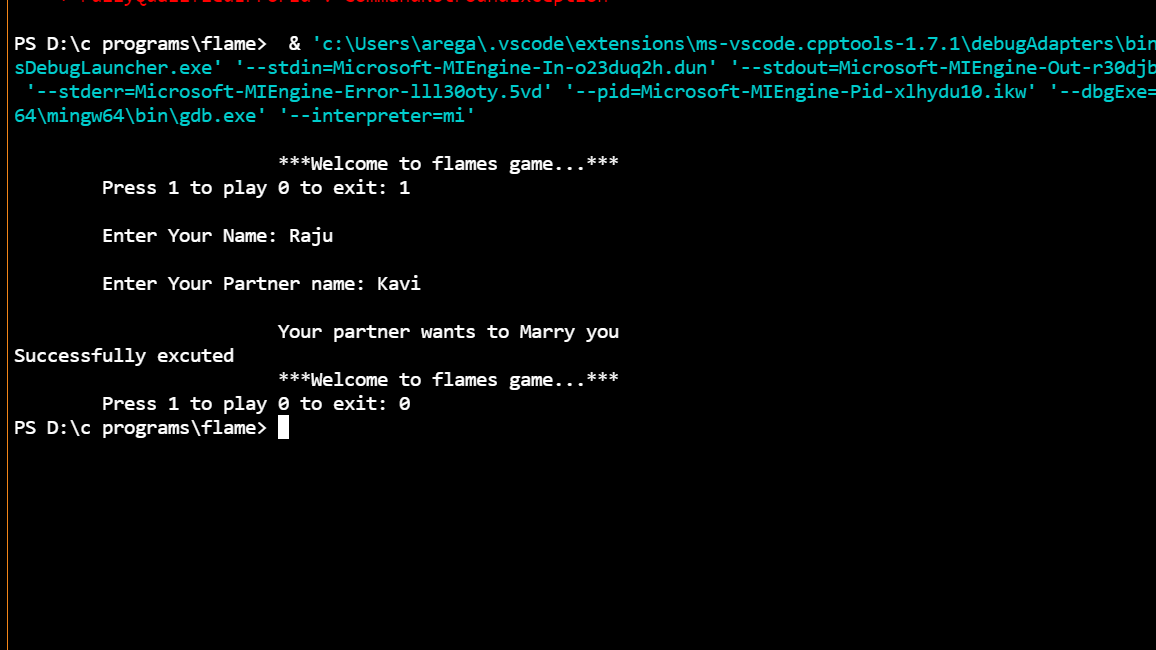 PS D:\c programs\flame>  & 'c:\Users\arega\.vscode\extensions\ms-vscode.cpptools-1.7.1\debugAdapters\bin
sDebugLauncher.exe' '--stdin=Microsoft-MIEngine-In-o23duq2h.dun' '--stdout=Microsoft-MIEngine-Out-r30djb
'--stderr=Microsoft-MIEngine-Error-lll30oty.5vd' '--pid=Microsoft-MIEngine-Pid-xlhydu10.ikw' '--dbgExe=
64\mingw64\bin\gdb.exe' '--interpreter=mi'
***Welcome to flames game...***
Press 1 to play 0 to exit: 1
Enter Your Name: Raju
Enter Your Partner name: Kavi
Your partner wants to Marry you
Successfully excuted
***Welcome to flames game...***
Press 1 to play 0 to exit: 0
PS D:\c programs\flame>